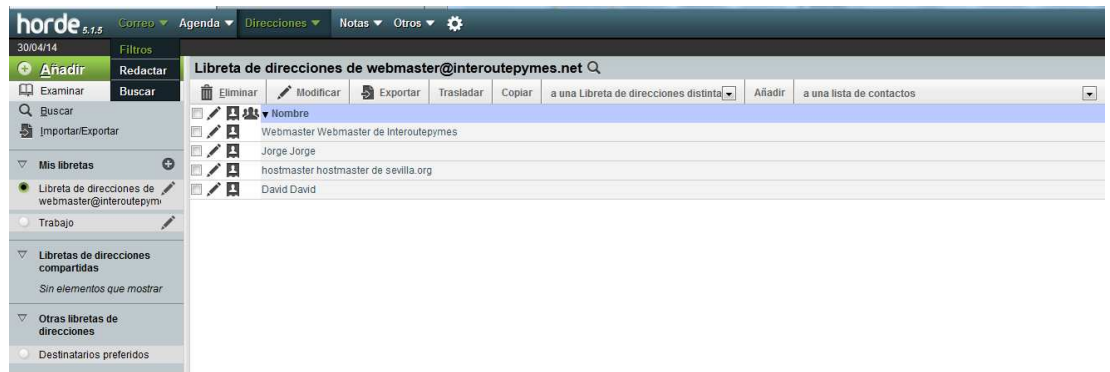 horde 5.1.5 Correo Agenda Direcciones Notas Otros
30/04/14
Filtros
Redactar
Buscar
Añadir
Examinar
Buscar
Importar/Exportar
Mis libretas
Libreta de direcciones de
webmaster@interoutepym
Trabajo
Libretas de direcciones
compartidas
Sin elementos que mostrar
Otras libretas de
direcciones
Destinatarios preferidos
Libreta de direcciones de webmaster@interoutepymes.net
Eliminar Modificar Exportar Trasladar Copiar a una Libreta de direcciones distinta Añadir a una lista de contactos
Nombre
Webmaster Webmaster de Interoutepymes
Jorge Jorge
hostmaster hostmaster de sevilla.org
David David